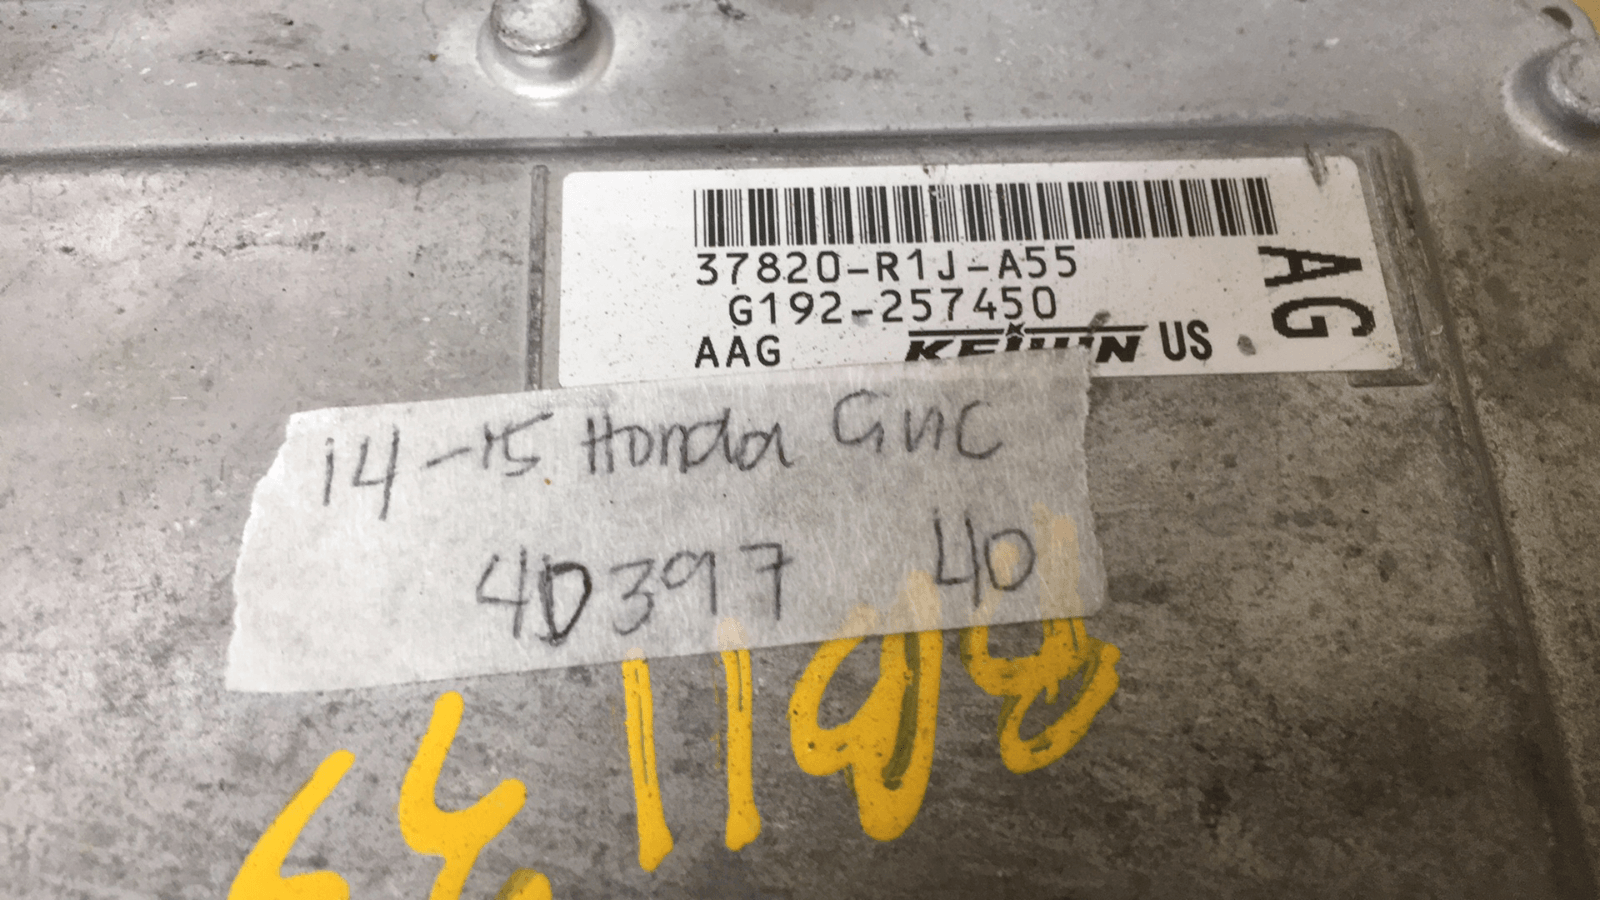 37820-R1J-A55
G192-257450
AAG KEIHIN US
AG
14-15 Honda Civic
4D397 40